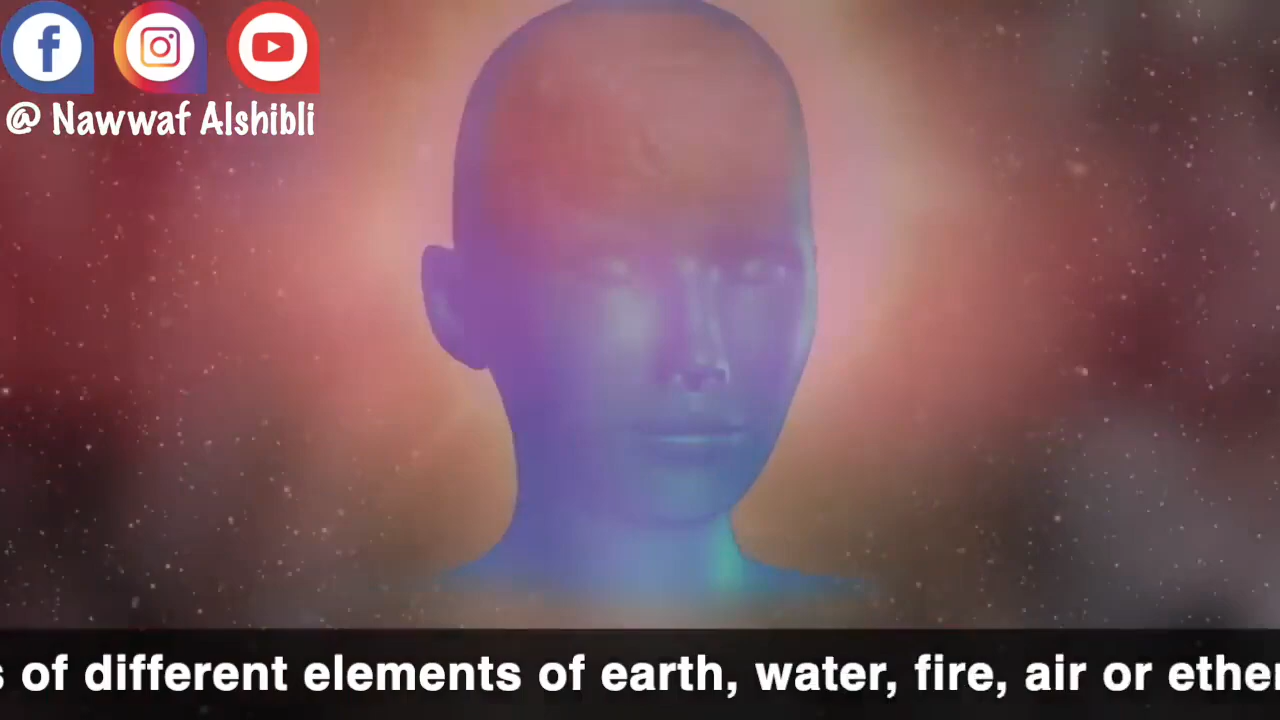 @ Nawwaf Alshibli
of different elements of earth, water, fire, air or ether